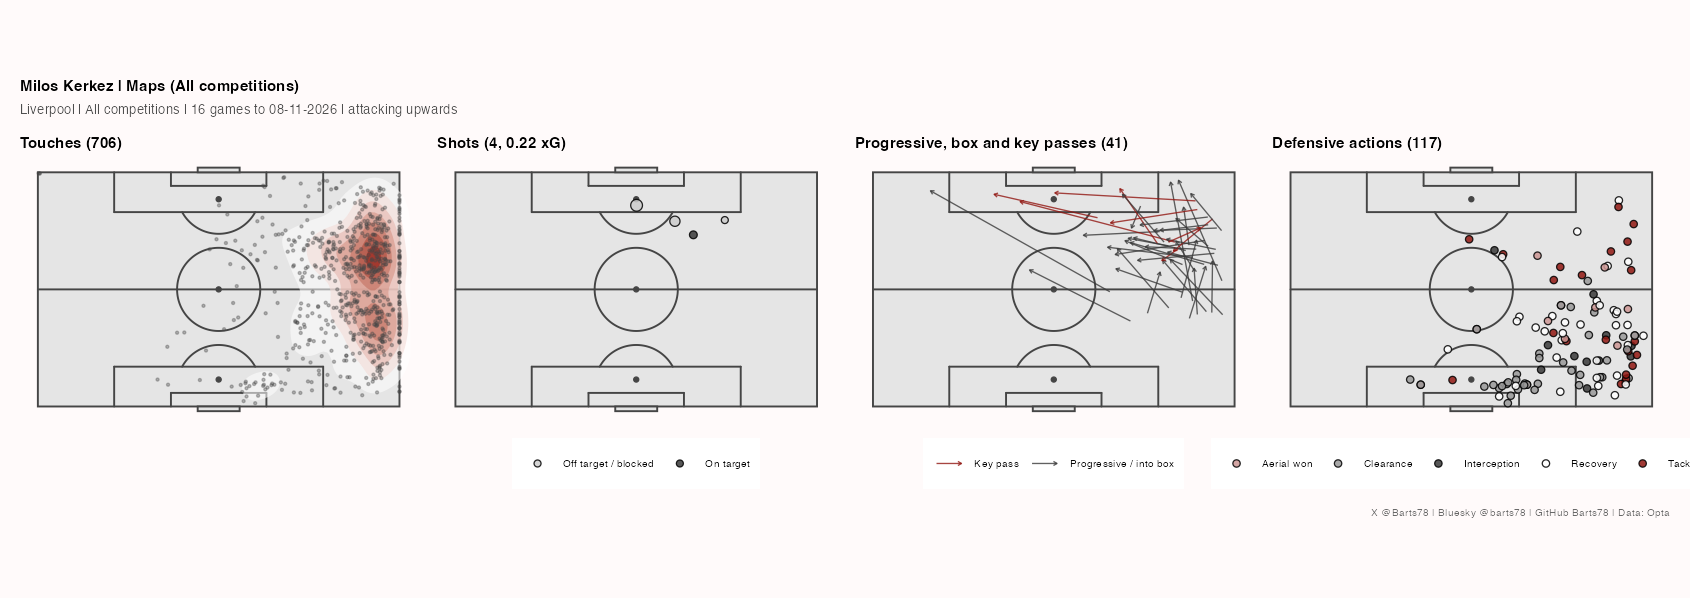 Milos Kerkez | Maps (All competitions)
Liverpool | All competitions | 16 games to 08-11-2026 | attacking upwards
Touches (706)
Shots (4, 0.22 xG)
Progressive, box and key passes (41)
Defensive actions (117)
Off target / blocked
On target
Key pass
Progressive / into box
Aerial won
Clearance
Interception
Recovery
Tack
X @Barts78 | Bluesky @barts78 | GitHub Barts78 | Data: Opta